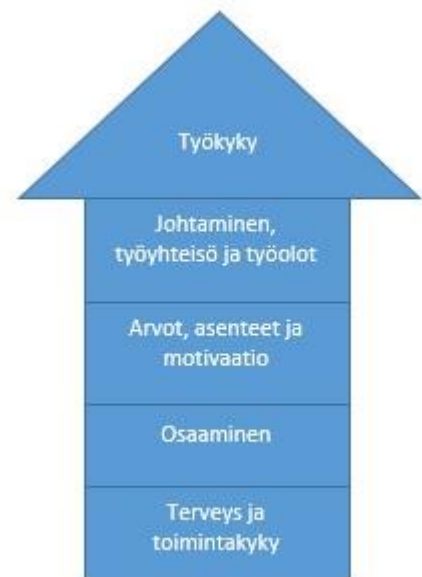 Työkyky
Johtaminen,
työyhteisö ja työolot
Arvot, asenteet ja
motivaatio
Osaaminen
Terveys ja
toimintakyky